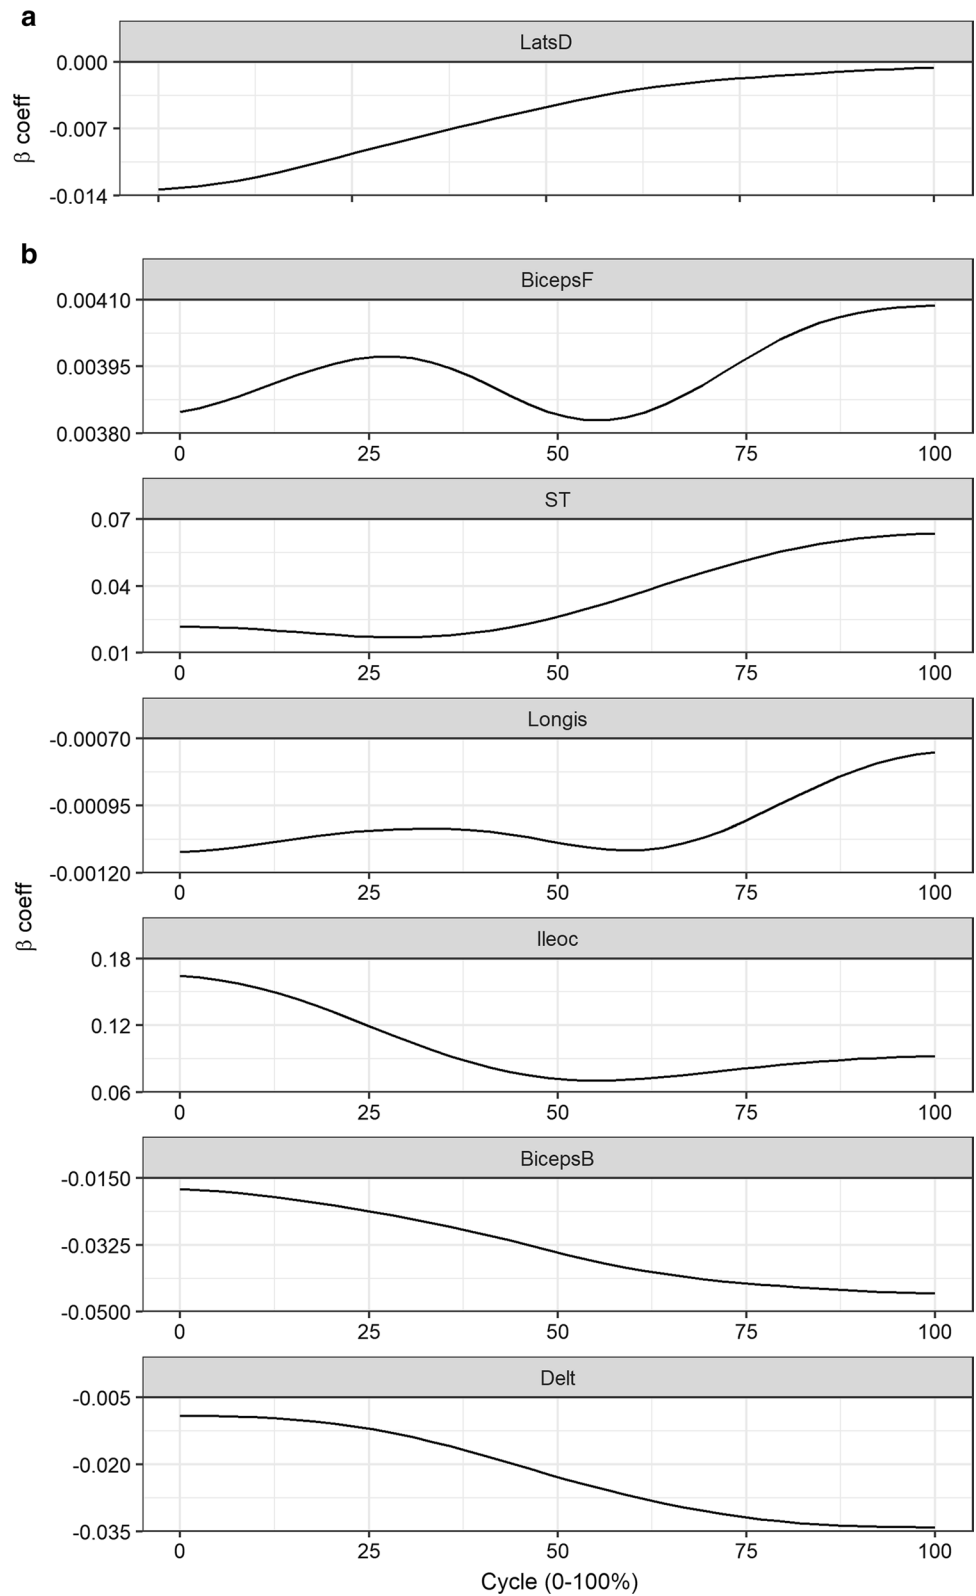 a
LatsD
0.000
-0.007
-0.014
β coeff
b
BicepsF
0.00410
0.00395
0.00380
0 25 50 75 100
ST
0.07
0.04
0.01
0 25 50 75 100
Longis
-0.00070
-0.00095
-0.00120
0 25 50 75 100
β coeff
Ileoc
0.18
0.12
0.06
0 25 50 75 100
BicepsB
-0.0150
-0.0325
-0.0500
0 25 50 75 100
Delt
-0.005
-0.020
-0.035
0 25 50 75 100
Cycle (0-100%)